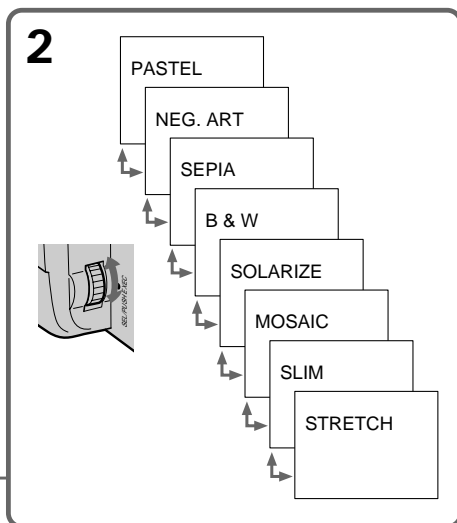 2
PASTEL
NEG. ART
SEPIA
B & W
SOLARIZE
MOSAIC
SLIM
STRETCH
SEL/PUSH EXEC